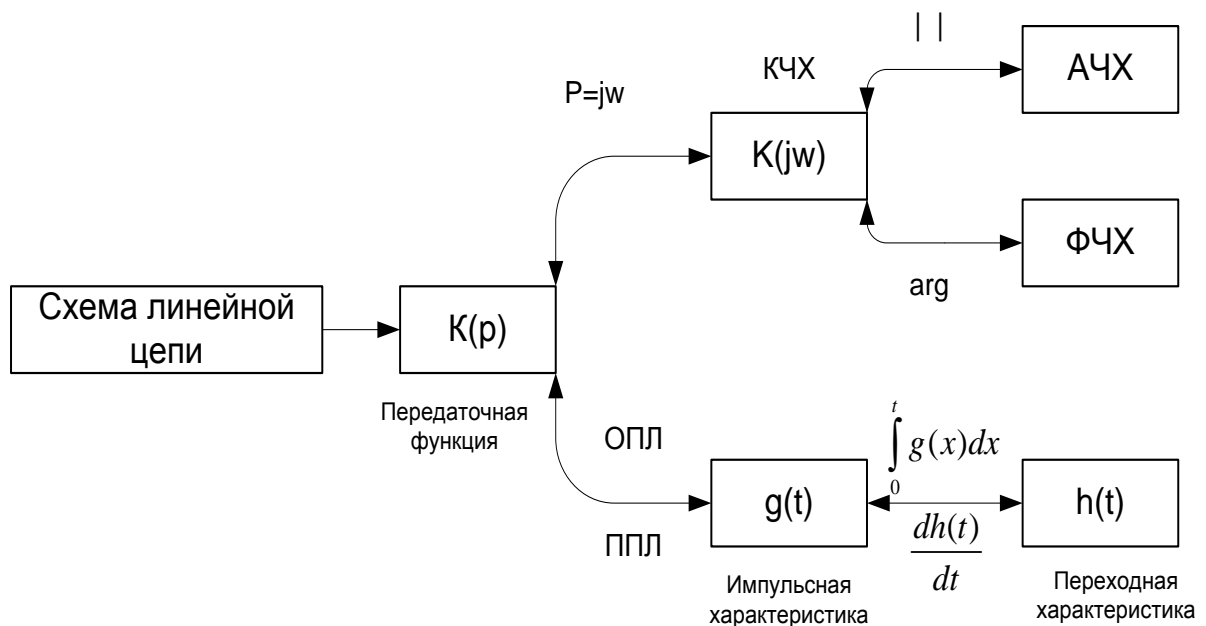 | |
АЧХ
КЧХ
P=jw
K(jw)
ФЧХ
arg
Схема линейной
цепи
К(р)
Передаточная
функция
ОПЛ
ППЛ
g(t)
∫₀ᵗ g(x)dx
dh(t)
dt
h(t)
Импульсная
характеристика
Переходная
характеристика